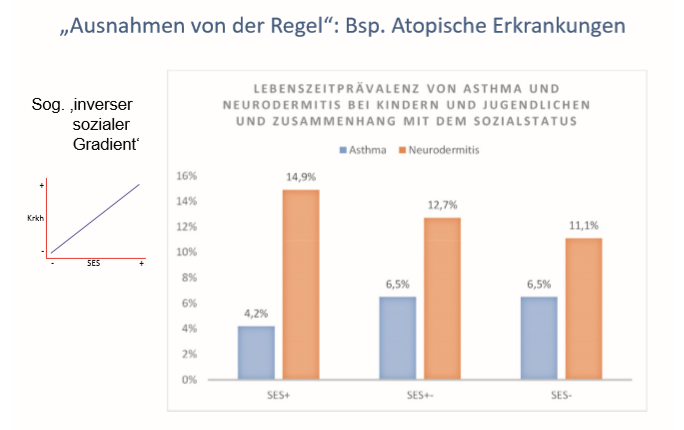 „Ausnahmen von der Regel“: Bsp. Atopische Erkrankungen
Sog. ‚inverser
sozialer
Gradient‘
+
Krkh
-
- SES +
LEBENSZEITPRÄVALENZ VON ASTHMA UND
NEURODERMITIS BEI KINDERN UND JUGENDLICHEN
UND ZUSAMMENHANG MIT DEM SOZIALSTATUS
Asthma Neurodermitis
16%
14%
12%
10%
8%
6%
4%
2%
0%
4,2%
14,9%
6,5%
12,7%
6,5%
11,1%
SES+ SES+- SES-